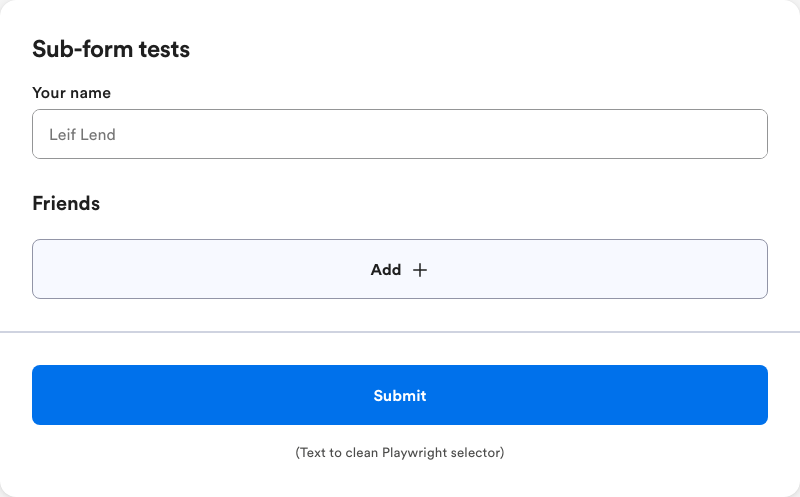 Sub-form tests
Your name
Leif Lend
Friends
Add +
Submit
(Text to clean Playwright selector)